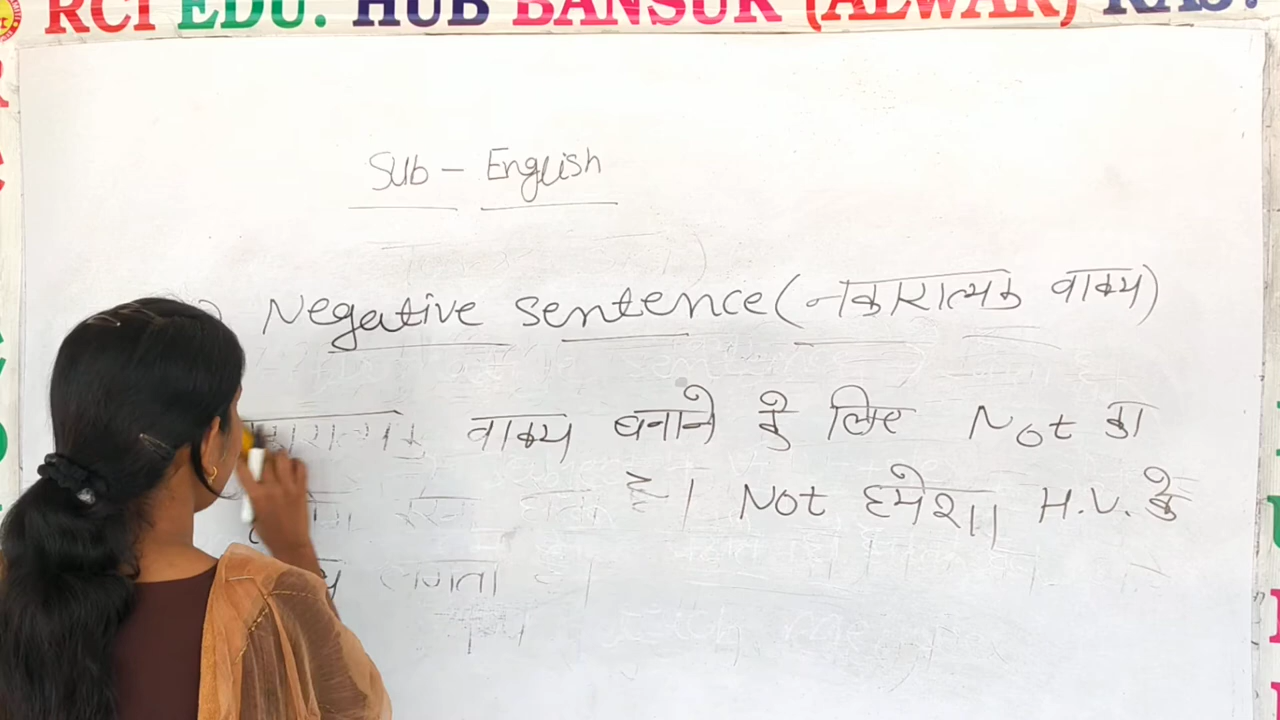 RCI EDU. HUB BANSUR (ALWAR) RAJ.
Sub - English
Negative sentence (नकारात्मक वाक्य)
वाक्य बनाने के लिए Not का
है। Not हमेशा H.V. के
लगता है।